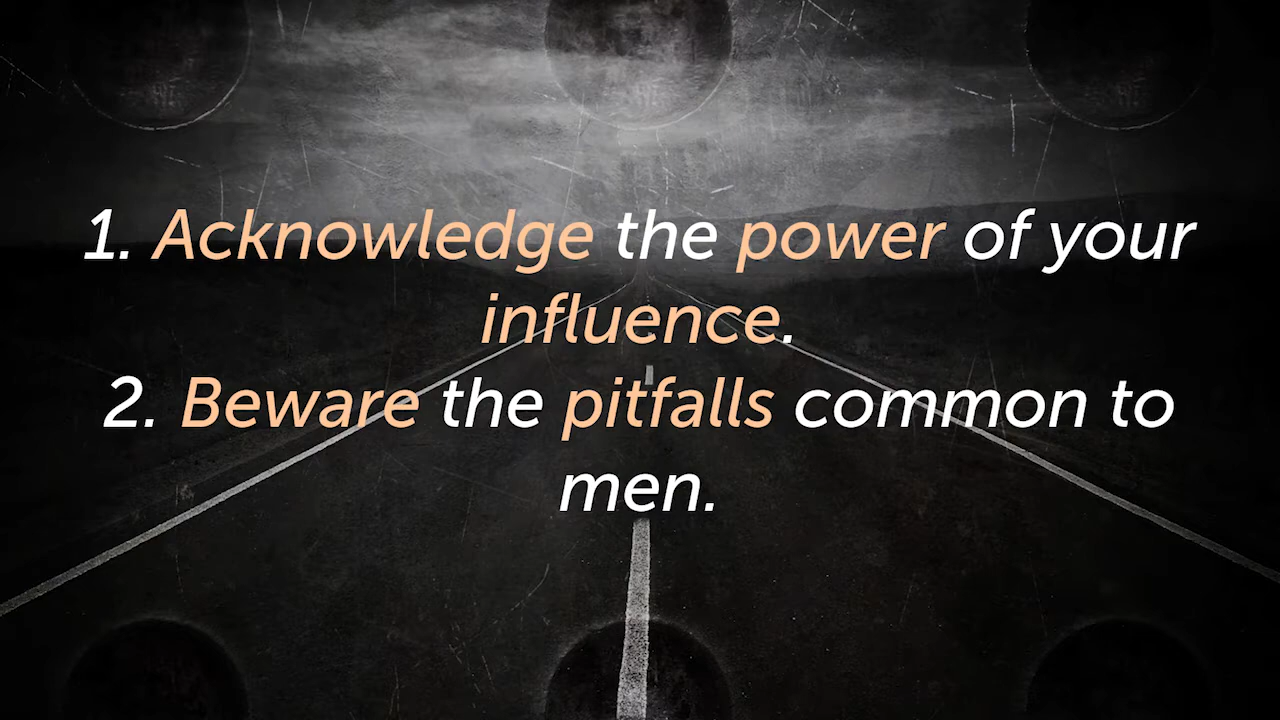 1. Acknowledge the power of your
influence.
2. Beware the pitfalls common to
men.